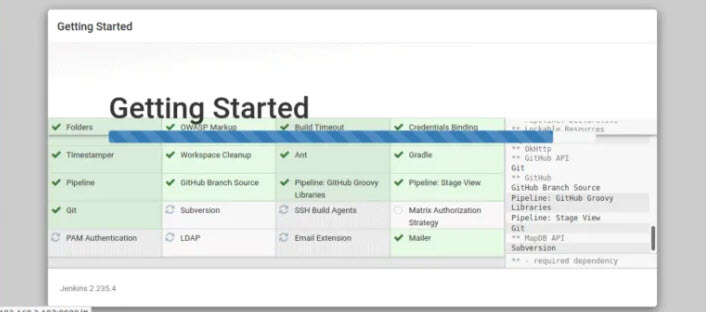 Getting Started
Getting Started
Folders
OWASP Markup
Build Timeout
Credentials Binding
Timestamper
Workspace Cleanup
Ant
Gradle
Pipeline
GitHub Branch Source
Pipeline: GitHub Groovy
Libraries
Pipeline: Stage View
Git
Subversion
SSH Build Agents
Matrix Authorization
Strategy
PAM Authentication
LDAP
Email Extension
Mailer
** Lockable Resources
** OkHttp
** GitHub API
Git
** GitHub
GitHub Branch Source
Pipeline: GitHub Groovy
Libraries
Pipeline: Stage View
Git
** MapDB API
Subversion
** - required dependency
Jenkins 2.235.4